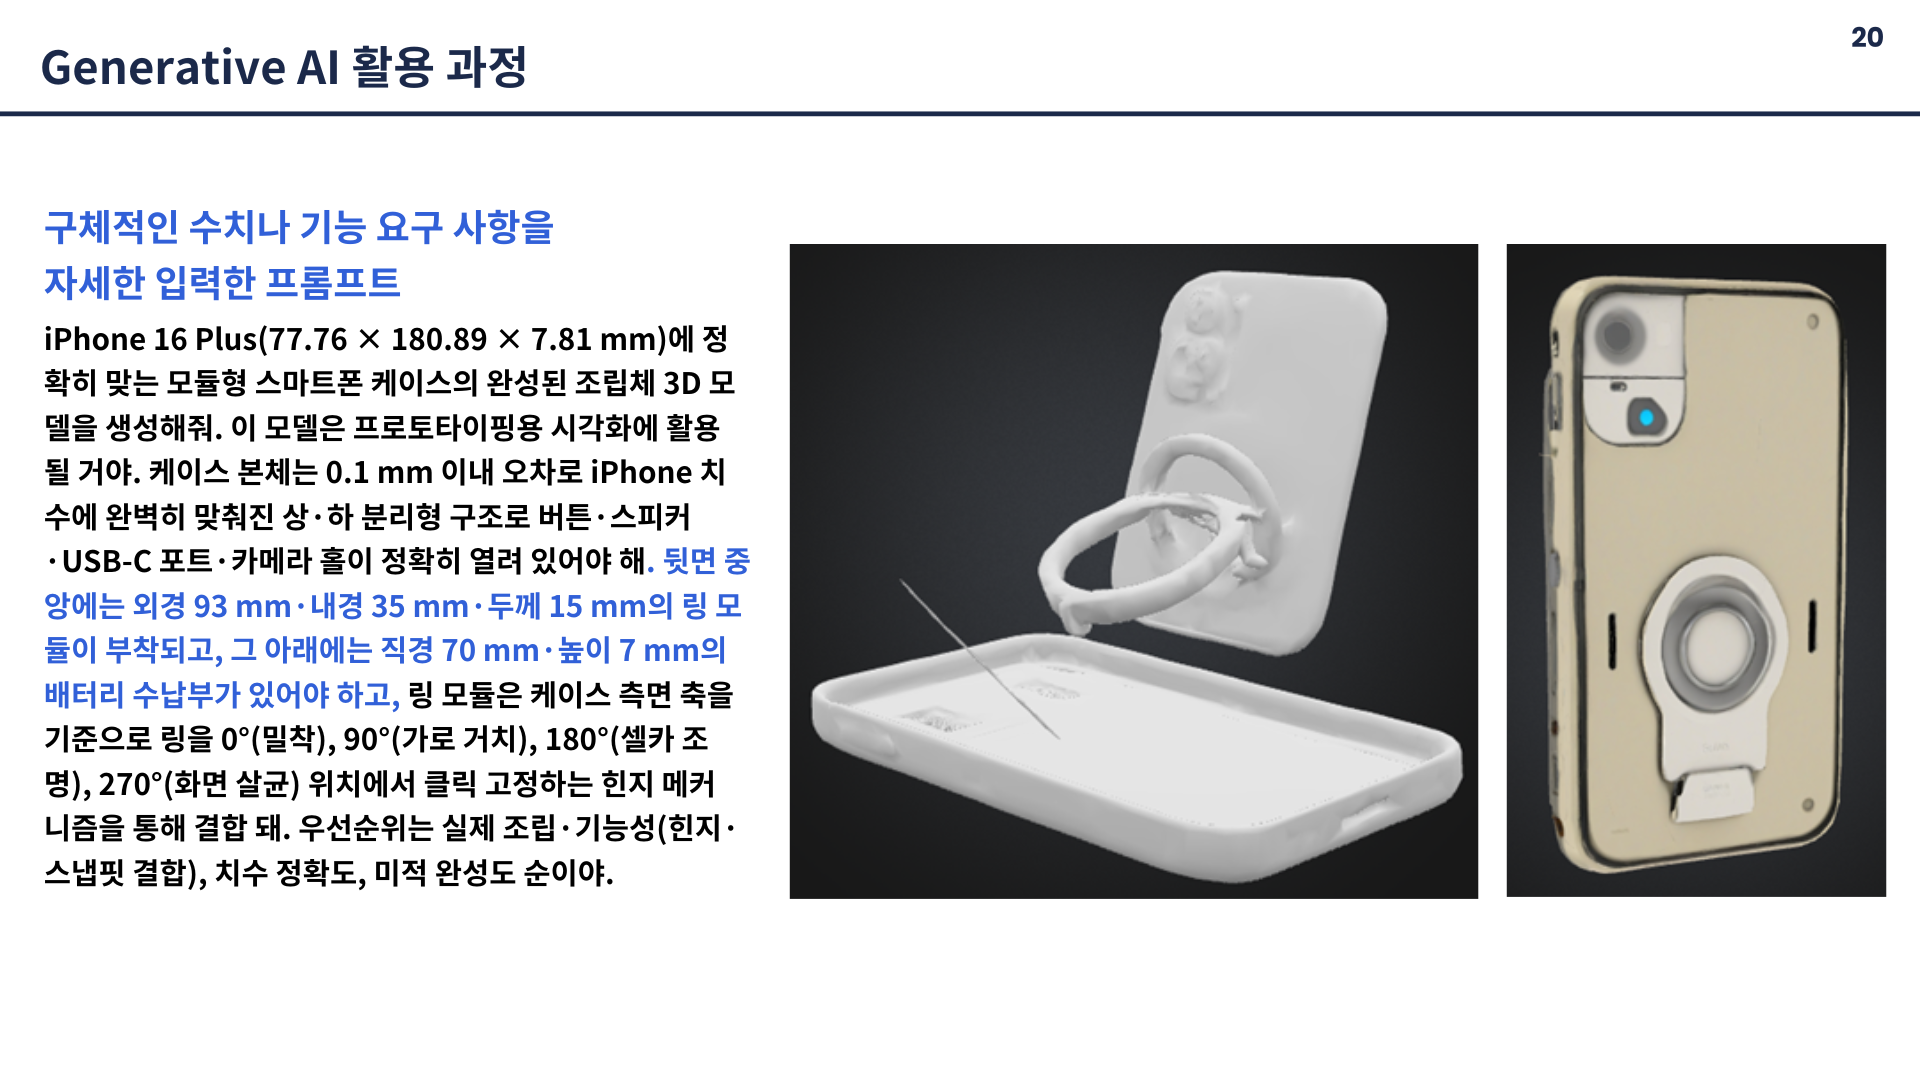 20
Generative AI 활용 과정
구체적인 수치나 기능 요구 사항을
자세한 입력한 프롬프트
iPhone 16 Plus(77.76 × 180.89 × 7.81 mm)에 정
확히 맞는 모듈형 스마트폰 케이스의 완성된 조립체 3D 모
델을 생성해줘. 이 모델은 프로토타이핑용 시각화에 활용
될 거야. 케이스 본체는 0.1 mm 이내 오차로 iPhone 치
수에 완벽히 맞춰진 상·하 분리형 구조로 버튼·스피커
·USB-C 포트·카메라 홀이 정확히 열려 있어야 해. 뒷면 중
앙에는 외경 93 mm·내경 35 mm·두께 15 mm의 링 모
듈이 부착되고, 그 아래에는 직경 70 mm·높이 7 mm의
배터리 수납부가 있어야 하고, 링 모듈은 케이스 측면 축을
기준으로 링을 0°(밀착), 90°(가로 거치), 180°(셀카 조
명), 270°(화면 살균) 위치에서 클릭 고정하는 힌지 메커
니즘을 통해 결합 돼. 우선순위는 실제 조립·기능성(힌지·
스냅핏 결합), 치수 정확도, 미적 완성도 순이야.